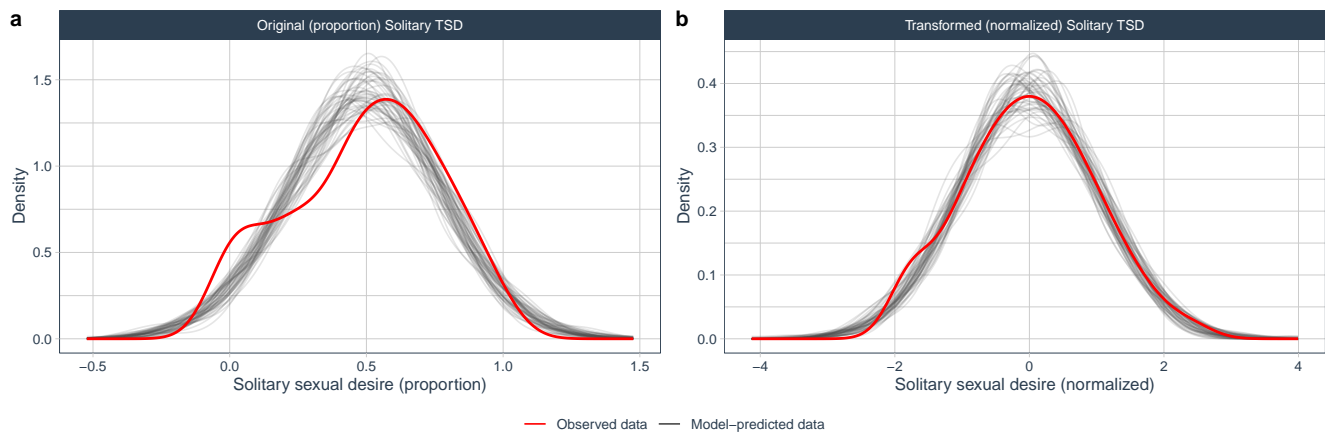 a
Original (proportion) Solitary TSD
Density
1.5
1.0
0.5
0.0
−0.5
0.0
0.5
1.0
1.5
Solitary sexual desire (proportion)
b
Transformed (normalized) Solitary TSD
Density
0.4
0.3
0.2
0.1
0.0
−4
−2
0
2
4
Solitary sexual desire (normalized)
Observed data
Model−predicted data